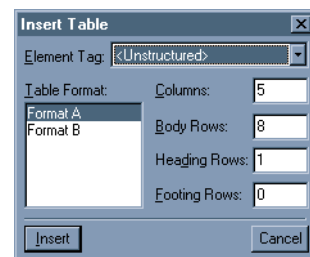 Insert Table
Element Tag: <Unstructured>
Table Format:
Format A
Format B
Columns: 5
Body Rows: 8
Heading Rows: 1
Footing Rows: 0
Insert
Cancel